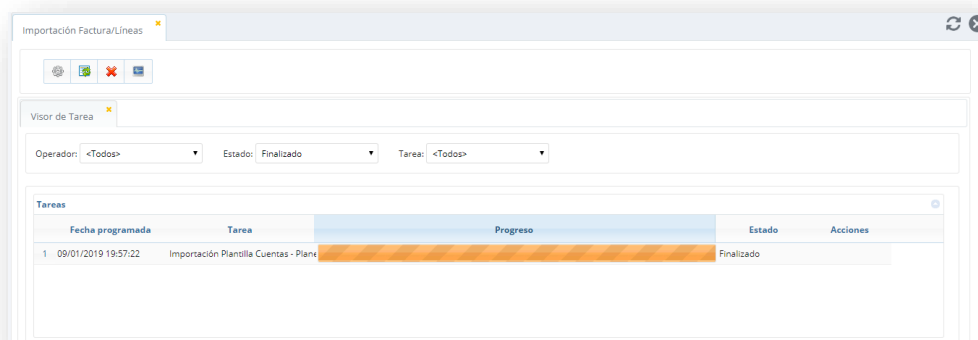 Importación Factura/Líneas
Visor de Tarea
Operador: <Todos> Estado: Finalizado Tarea: <Todos>
Tareas
Fecha programada Tarea Progreso Estado Acciones
1 09/01/2019 19:57:22 Importación Plantilla Cuentas - Plane Finalizado